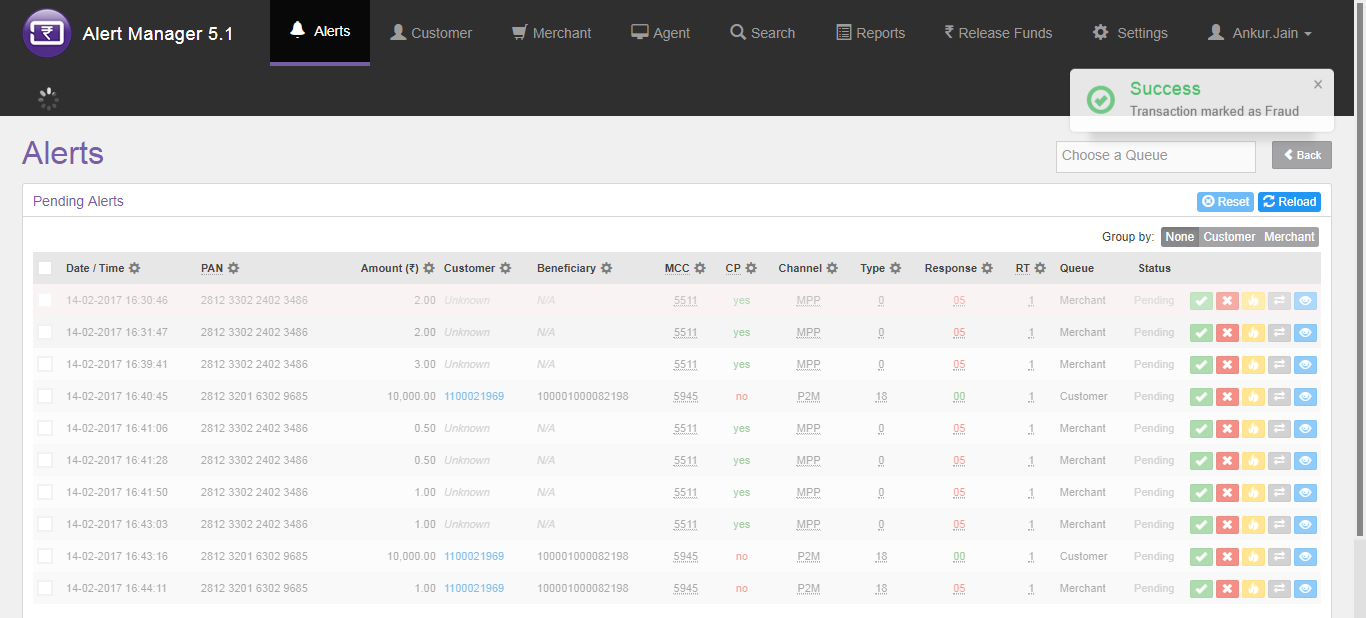 Alert Manager 5.1 Alerts Customer Merchant Agent Search Reports ₹ Release Funds Settings Ankur.Jain
Success ×
Transaction marked as Fraud
Alerts Choose a Queue Back
Pending Alerts Reset Reload
Group by: None Customer Merchant
Date / Time PAN Amount (₹) Customer Beneficiary MCC CP Channel Type Response RT Queue Status
14-02-2017 16:30:46 2812 3302 2402 3486 2.00 Unknown N/A 5511 yes MPP 0 05 1 Merchant Pending
14-02-2017 16:31:47 2812 3302 2402 3486 2.00 Unknown N/A 5511 yes MPP 0 05 1 Merchant Pending
14-02-2017 16:39:41 2812 3302 2402 3486 3.00 Unknown N/A 5511 yes MPP 0 05 1 Merchant Pending
14-02-2017 16:40:45 2812 3201 6302 9685 10,000.00 1100021969 100001000082198 5945 no P2M 18 00 1 Customer Pending
14-02-2017 16:41:06 2812 3302 2402 3486 0.50 Unknown N/A 5511 yes MPP 0 05 1 Merchant Pending
14-02-2017 16:41:28 2812 3302 2402 3486 0.50 Unknown N/A 5511 yes MPP 0 05 1 Merchant Pending
14-02-2017 16:41:50 2812 3302 2402 3486 1.00 Unknown N/A 5511 yes MPP 0 05 1 Merchant Pending
14-02-2017 16:43:03 2812 3302 2402 3486 1.00 Unknown N/A 5511 yes MPP 0 05 1 Merchant Pending
14-02-2017 16:43:16 2812 3201 6302 9685 10,000.00 1100021969 100001000082198 5945 no P2M 18 00 1 Customer Pending
14-02-2017 16:44:11 2812 3201 6302 9685 1.00 1100021969 100001000082198 5945 no P2M 18 05 1 Merchant Pending